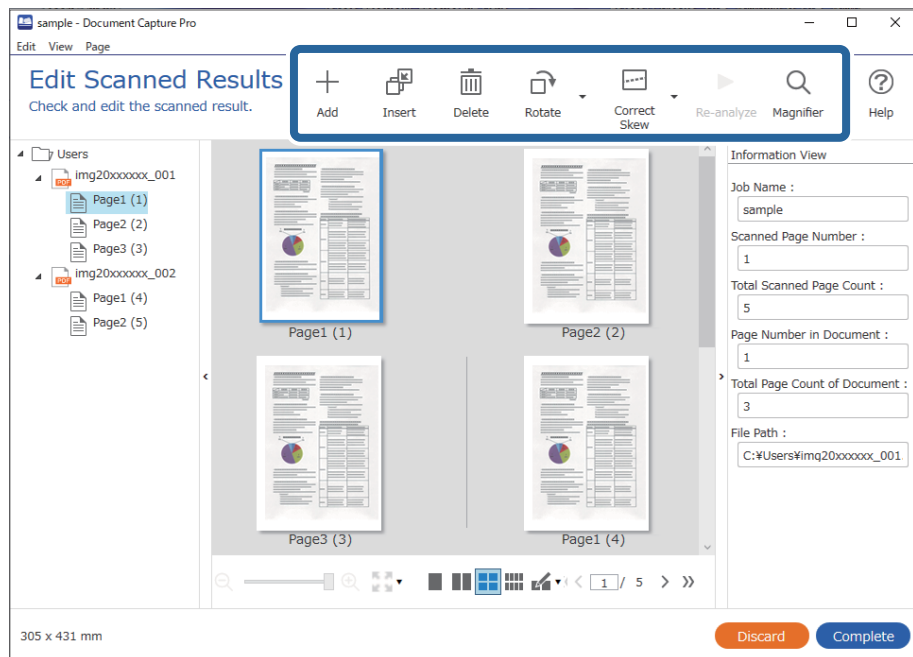 sample - Document Capture Pro
Edit View Page
Edit Scanned Results
Check and edit the scanned result.
Add
Insert
Delete
Rotate
Correct
Skew
Re-analyze
Magnifier
Help
Users
PDF
img20xxxxxx_001
Page1 (1)
Page2 (2)
Page3 (3)
PDF
img20xxxxxx_002
Page1 (4)
Page2 (5)
Page1 (1)
Page2 (2)
Page3 (3)
Page1 (4)
1 / 5
Information View
Job Name :
sample
Scanned Page Number :
1
Total Scanned Page Count :
5
Page Number in Document :
1
Total Page Count of Document :
3
File Path :
C:¥Users¥img20xxxxxx_001
305 x 431 mm
Discard
Complete